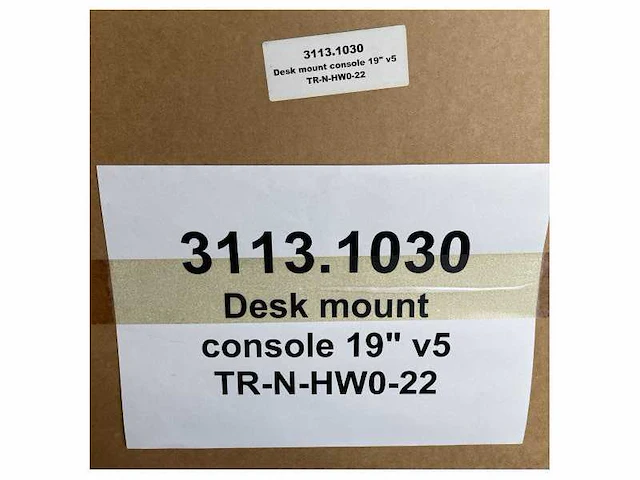 3113.1030
Desk mount console 19" v5
TR-N-HW0-22
3113.1030
Desk mount
console 19" v5
TR-N-HW0-22